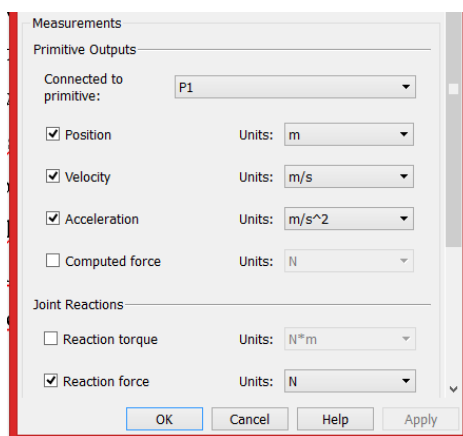 Measurements
Primitive Outputs
Connected to
primitive:
P1
Position Units: m
Velocity Units: m/s
Acceleration Units: m/s^2
Computed force Units: N
Joint Reactions
Reaction torque Units: N*m
Reaction force Units: N
OK Cancel Help Apply